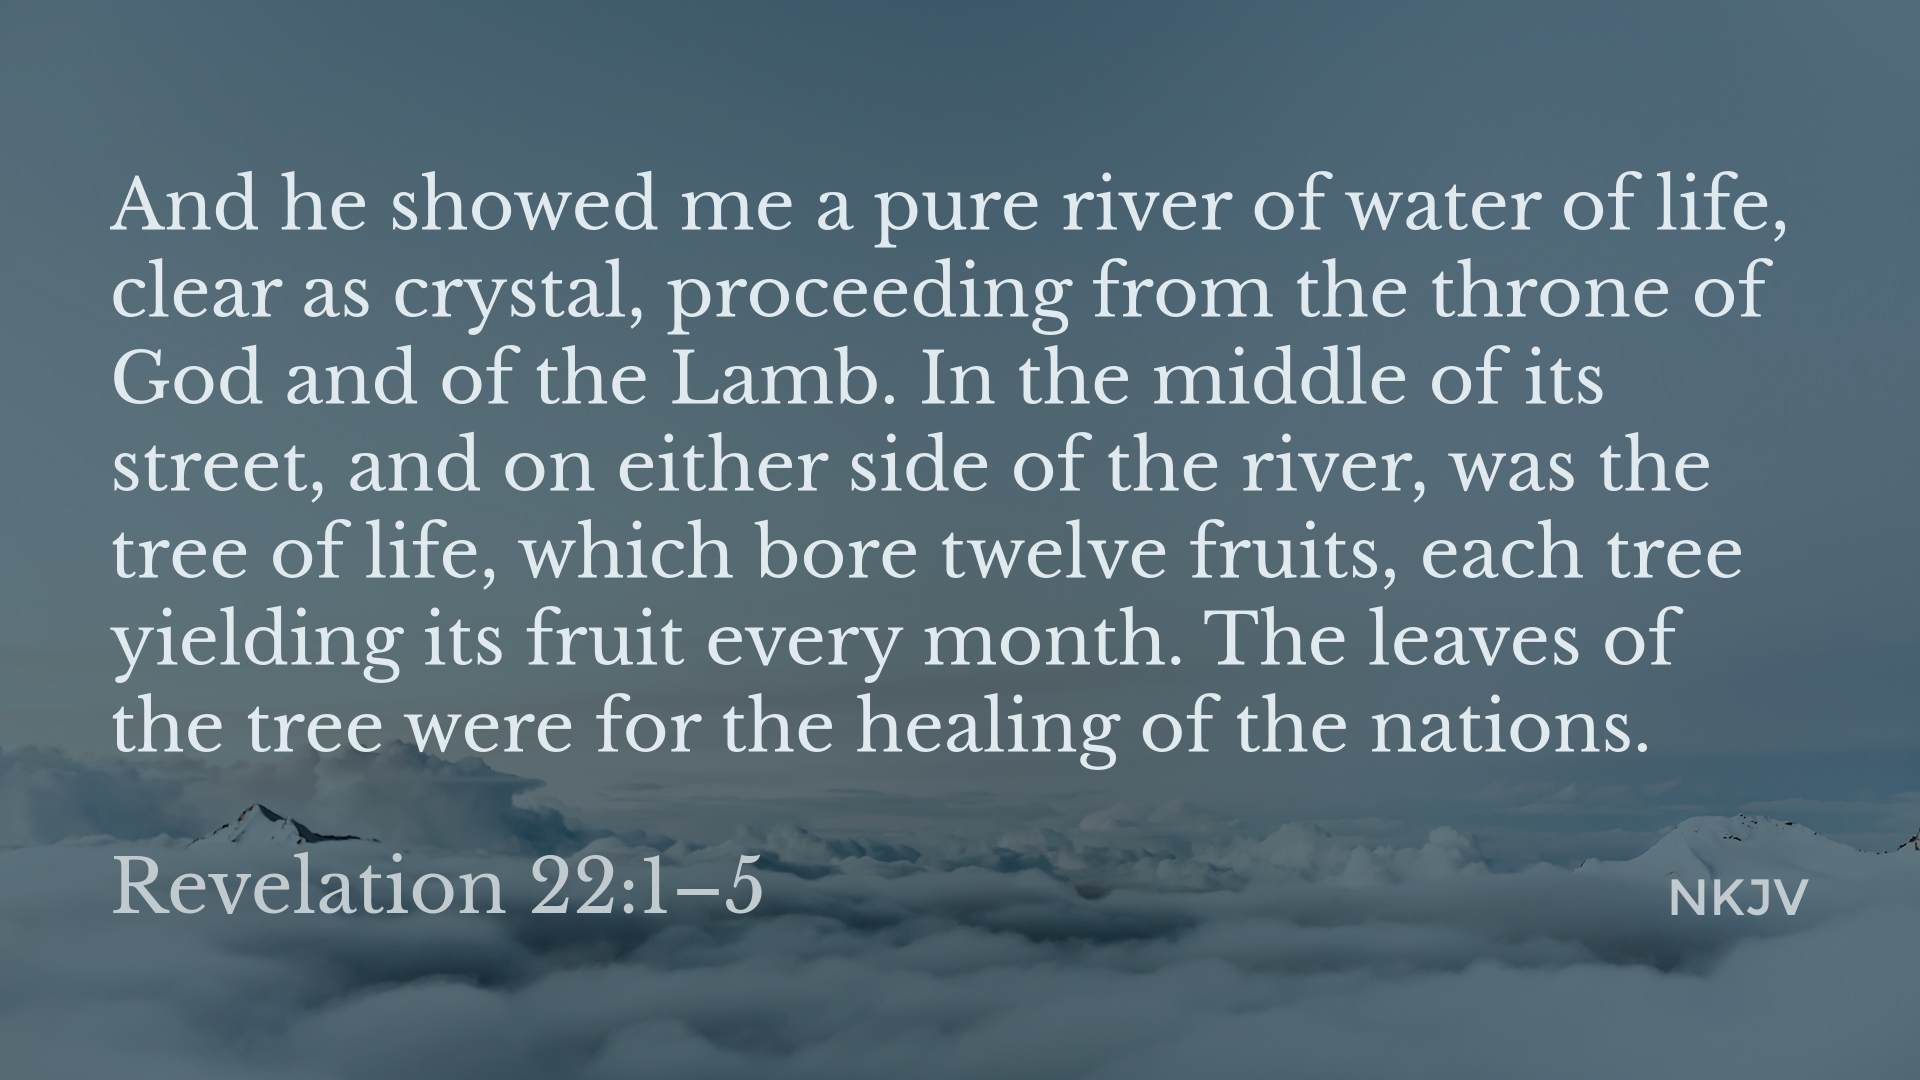 And he showed me a pure river of water of life,
clear as crystal, proceeding from the throne of
God and of the Lamb. In the middle of its
street, and on either side of the river, was the
tree of life, which bore twelve fruits, each tree
yielding its fruit every month. The leaves of
the tree were for the healing of the nations.
Revelation 22:1–5
NKJV